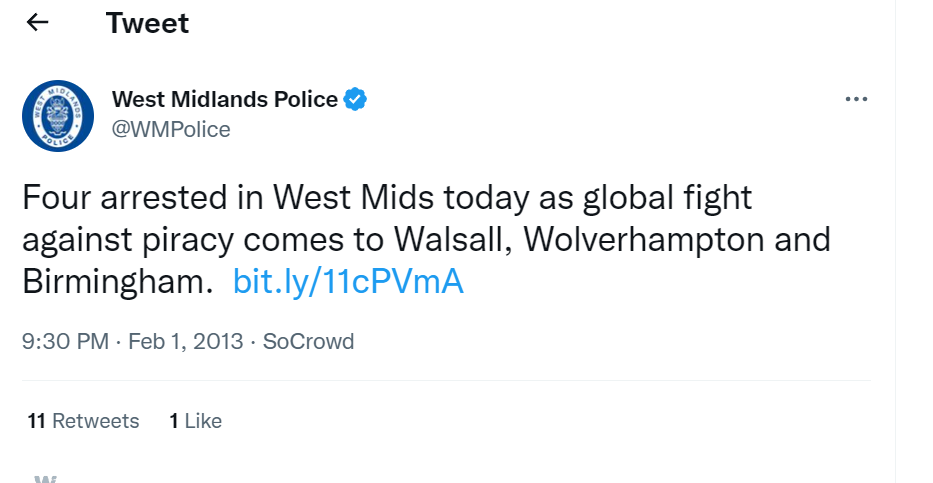 Tweet
WEST MIDLANDS POLICE
West Midlands Police
@WMPolice
Four arrested in West Mids today as global fight
against piracy comes to Walsall, Wolverhampton and
Birmingham. bit.ly/11cPVmA
9:30 PM · Feb 1, 2013 · SoCrowd
11 Retweets 1 Like